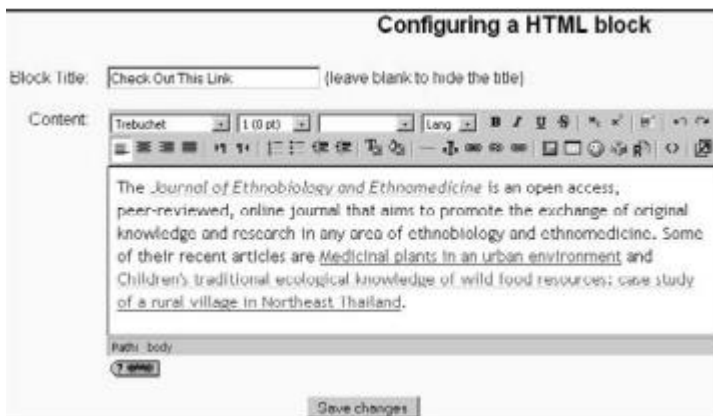 Configuring a HTML block
Block Title: Check Out This Link (leave blank to hide the title)
Content: Trebuchet 1 (0 pt) Lang B I U S
The Journal of Ethnobiology and Ethnomedicine is an open access,
peer-reviewed, online journal that aims to promote the exchange of original
knowledge and research in any area of ethnobiology and ethnomedicine. Some
of their recent articles are Medicinal plants in an urban environment and
Children's traditional ecological knowledge of wild food resources: case study
of a rural village in Northeast Thailand.
Path: body
?
Save changes